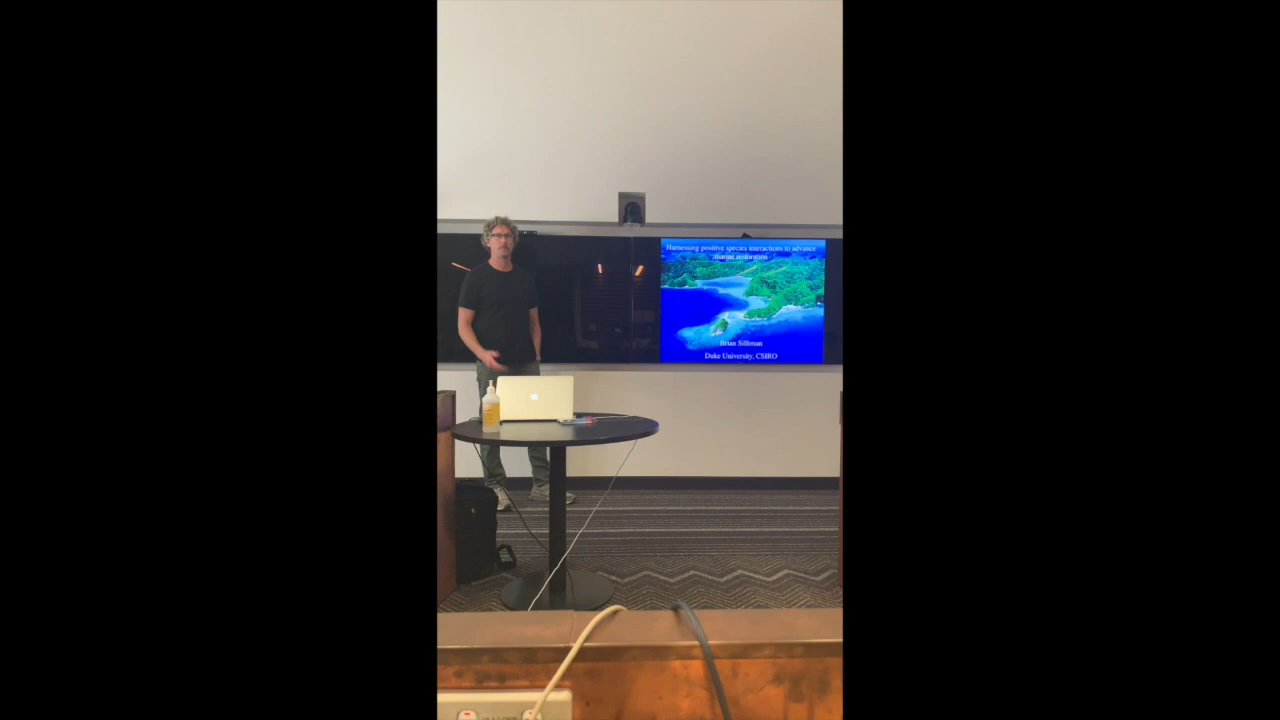 Harnessing positive species interactions to advance
marine restoration
Brian Silliman
Duke University, CSIRO